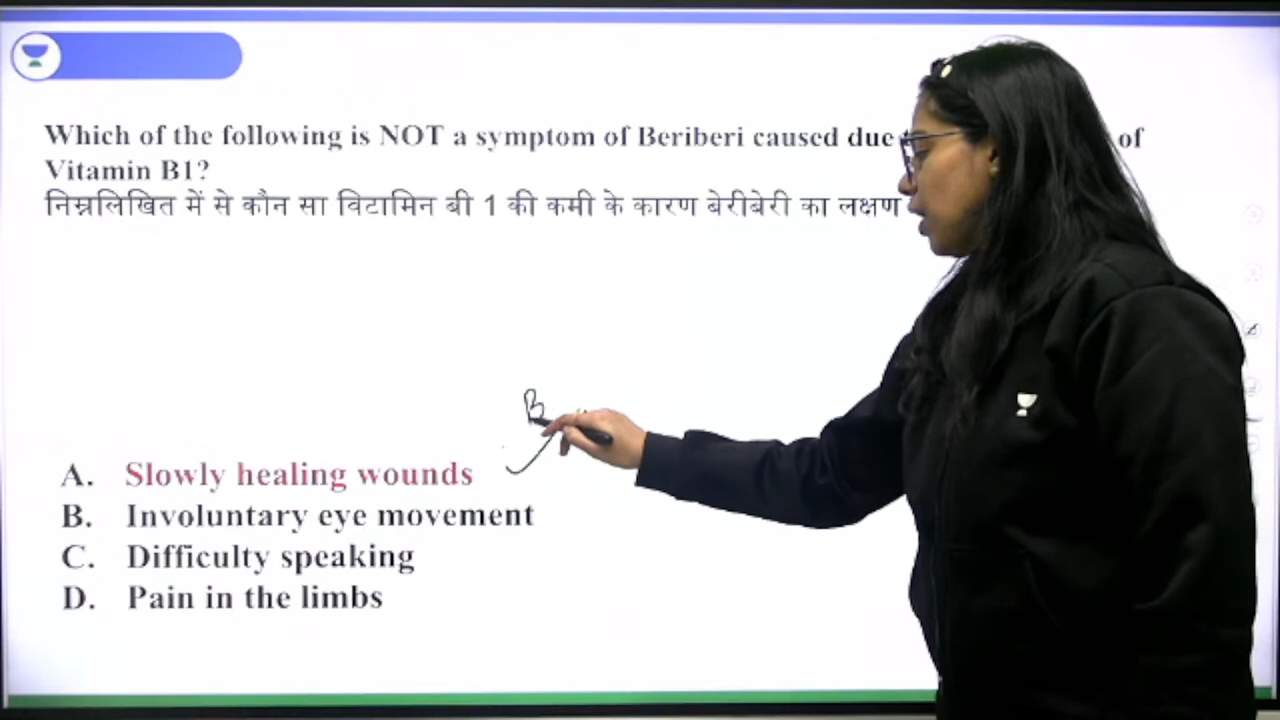 Which of the following is NOT a symptom of Beriberi caused due of
Vitamin B1?
निम्नलिखित में से कौन सा विटामिन बी 1 की कमी के कारण बेरीबेरी का लक्षण
B
A. Slowly healing wounds
B. Involuntary eye movement
C. Difficulty speaking
D. Pain in the limbs